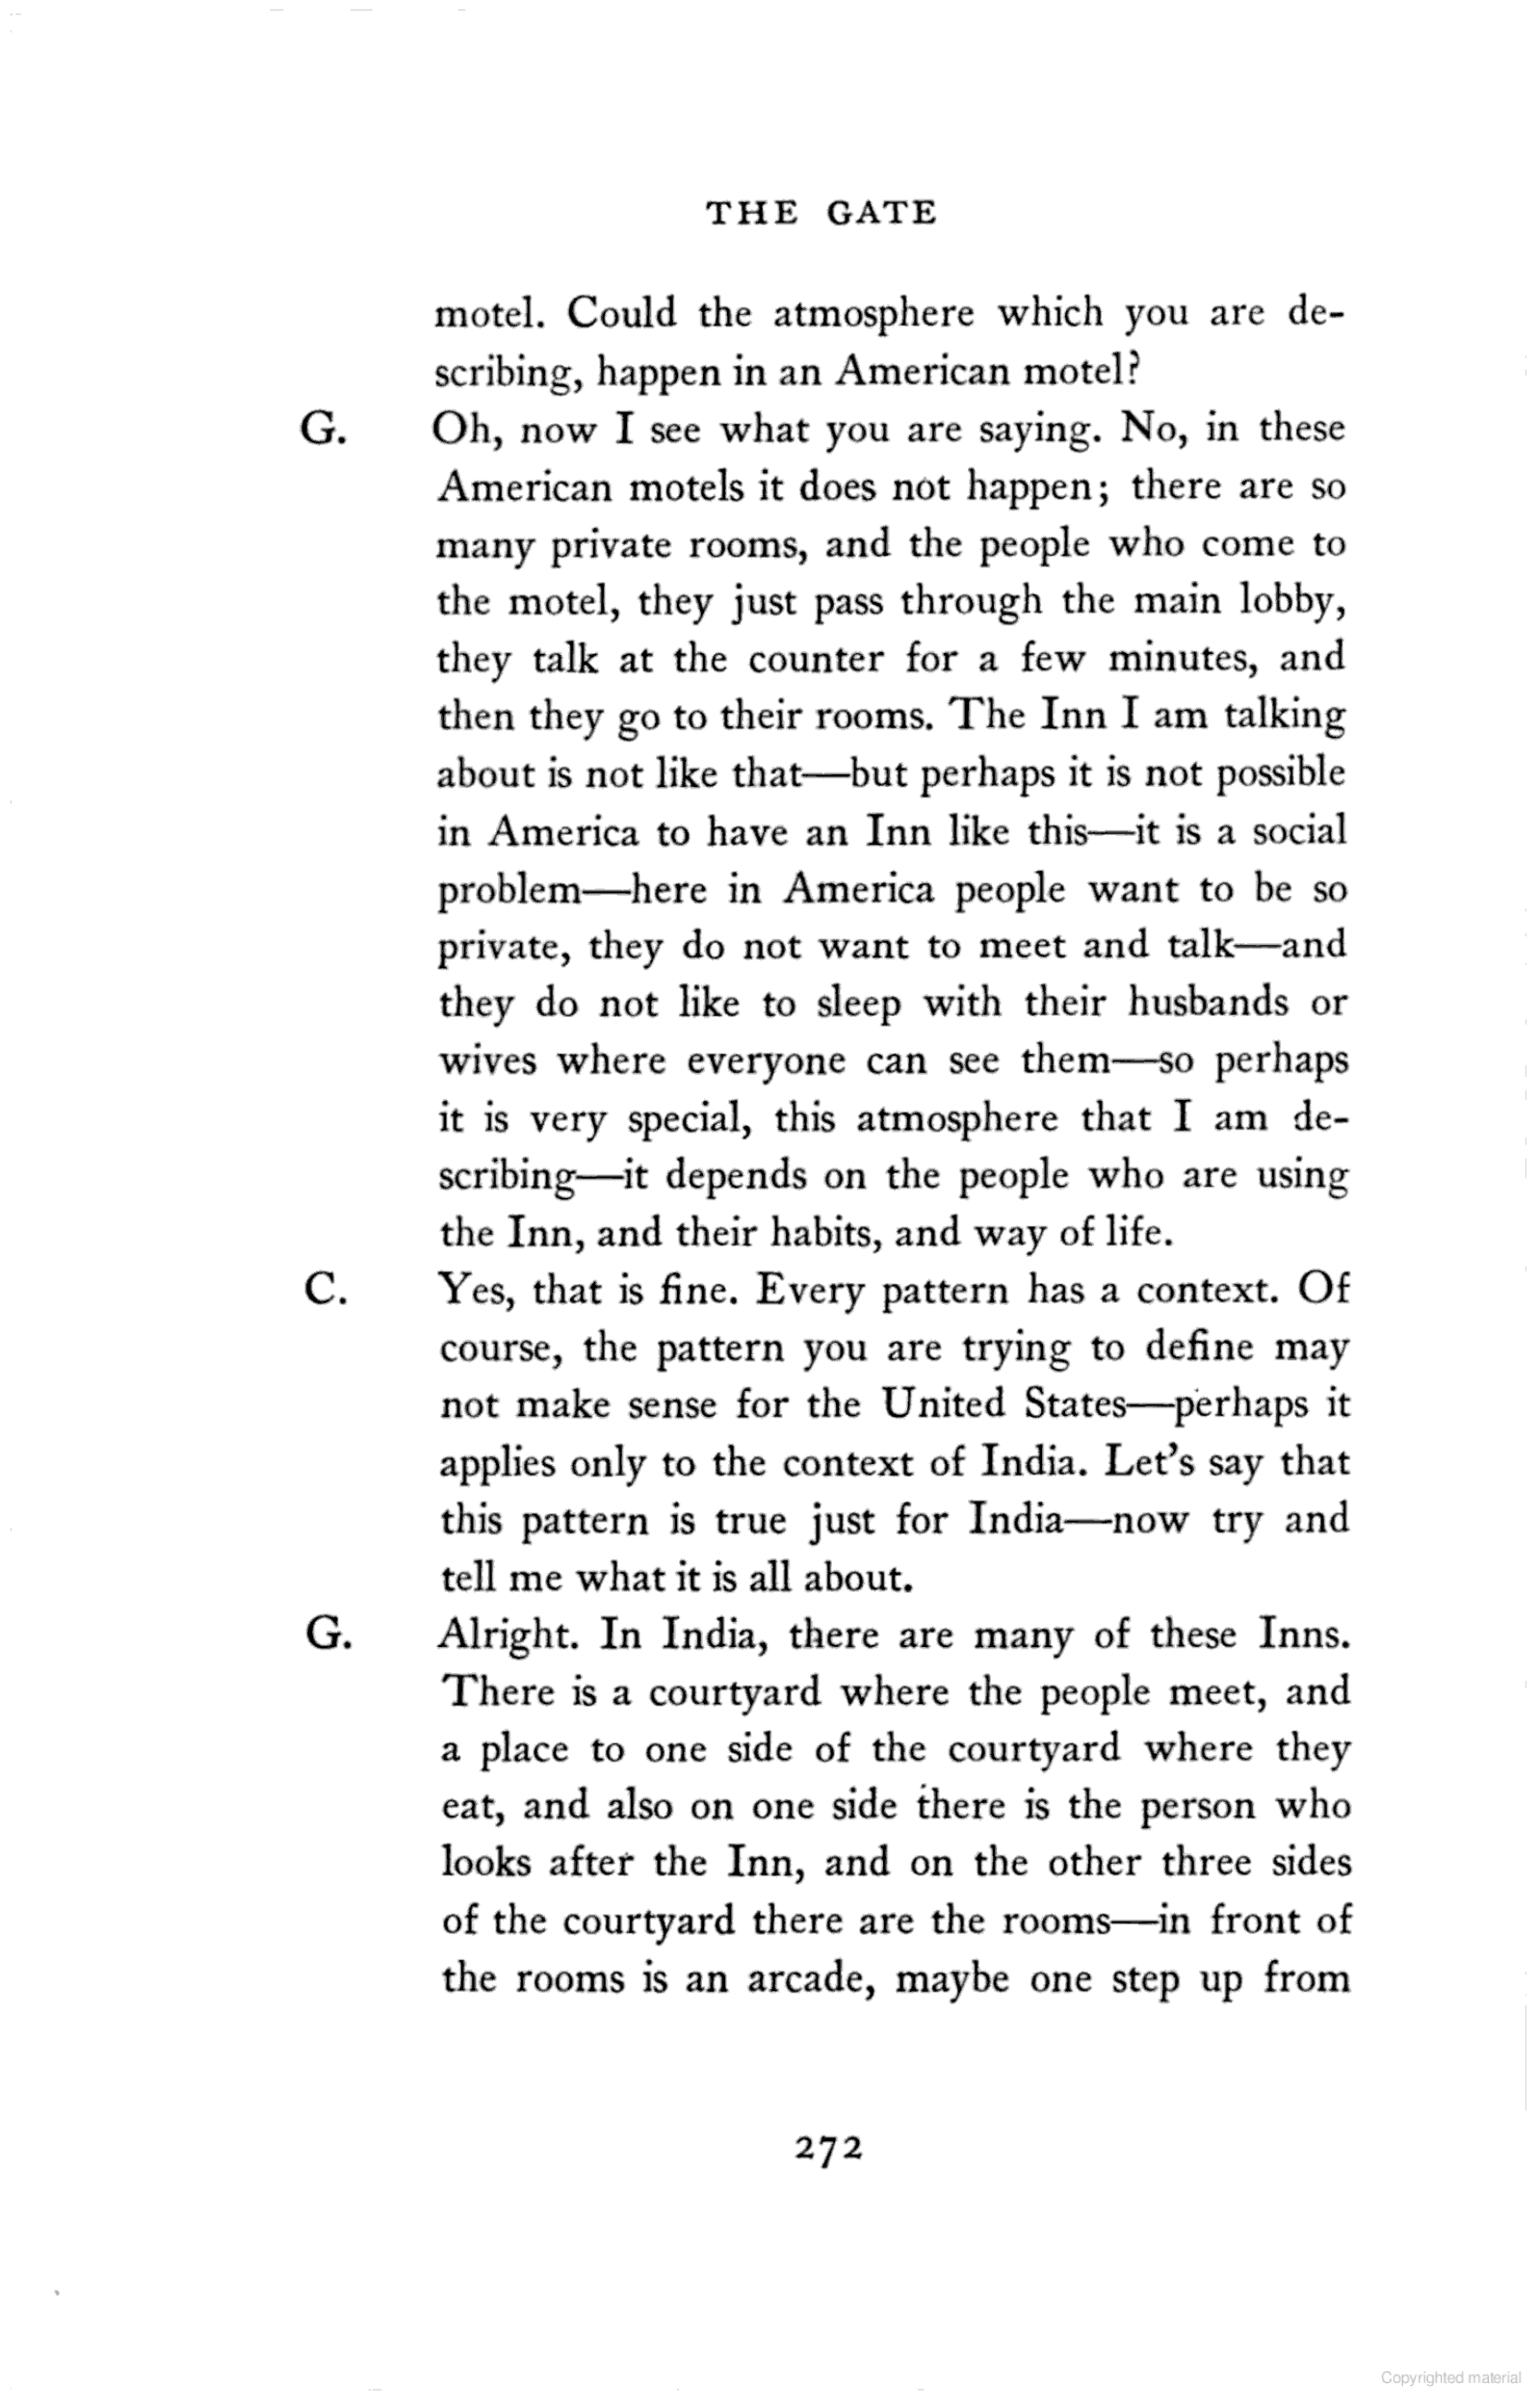 THE GATE
motel. Could the atmosphere which you are de-
scribing, happen in an American motel?
G. Oh, now I see what you are saying. No, in these
American motels it does not happen; there are so
many private rooms, and the people who come to
the motel, they just pass through the main lobby,
they talk at the counter for a few minutes, and
then they go to their rooms. The Inn I am talking
about is not like that—but perhaps it is not possible
in America to have an Inn like this—it is a social
problem—here in America people want to be so
private, they do not want to meet and talk—and
they do not like to sleep with their husbands or
wives where everyone can see them—so perhaps
it is very special, this atmosphere that I am de-
scribing—it depends on the people who are using
the Inn, and their habits, and way of life.
C. Yes, that is fine. Every pattern has a context. Of
course, the pattern you are trying to define may
not make sense for the United States—perhaps it
applies only to the context of India. Let's say that
this pattern is true just for India—now try and
tell me what it is all about.
G. Alright. In India, there are many of these Inns.
There is a courtyard where the people meet, and
a place to one side of the courtyard where they
eat, and also on one side there is the person who
looks after the Inn, and on the other three sides
of the courtyard there are the rooms—in front of
the rooms is an arcade, maybe one step up from
272
Copyrighted material